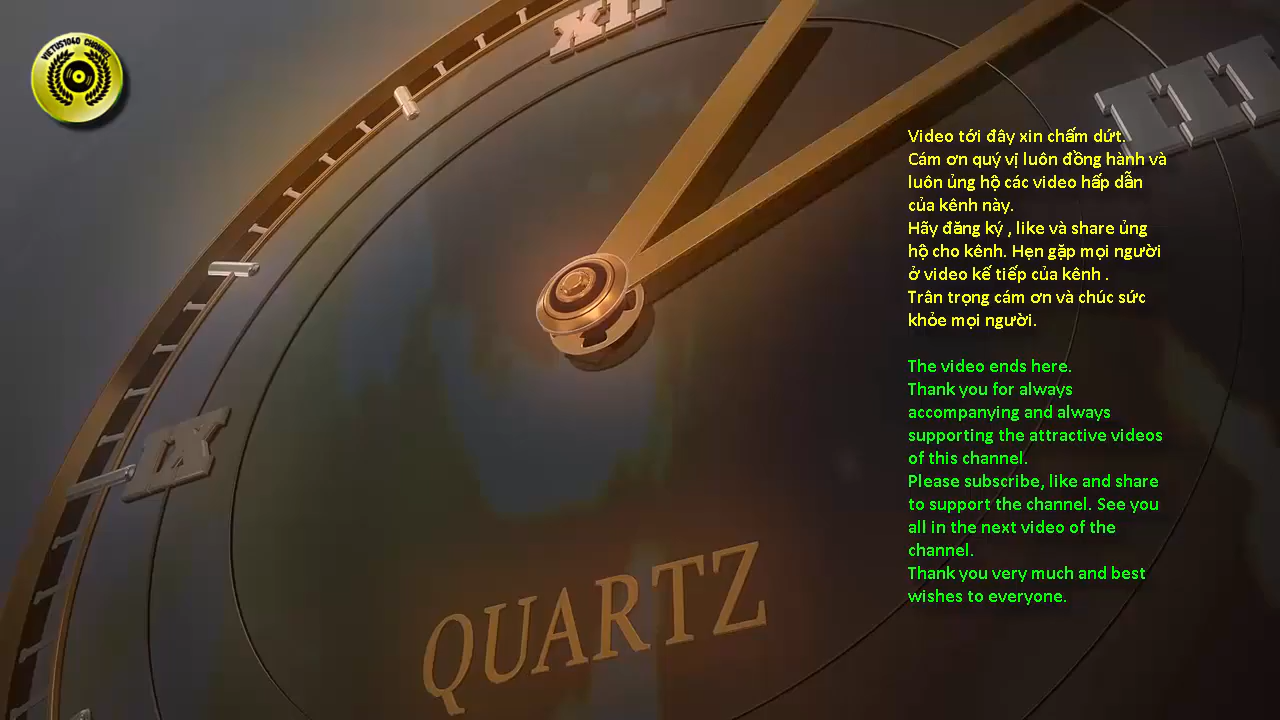 VIETUS1040 CHANNEL
XII
III
Video tới đây xin chấm dứt.
Cám ơn quý vị luôn đồng hành và
luôn ủng hộ các video hấp dẫn
của kênh này.
Hãy đăng ký , like và share ủng
hộ cho kênh. Hẹn gặp mọi người
ở video kế tiếp của kênh .
Trân trọng cám ơn và chúc sức
khỏe mọi người.
The video ends here.
Thank you for always
accompanying and always
supporting the attractive videos
of this channel.
Please subscribe, like and share
to support the channel. See you
all in the next video of the
channel.
Thank you very much and best
wishes to everyone.
IX
QUARTZ